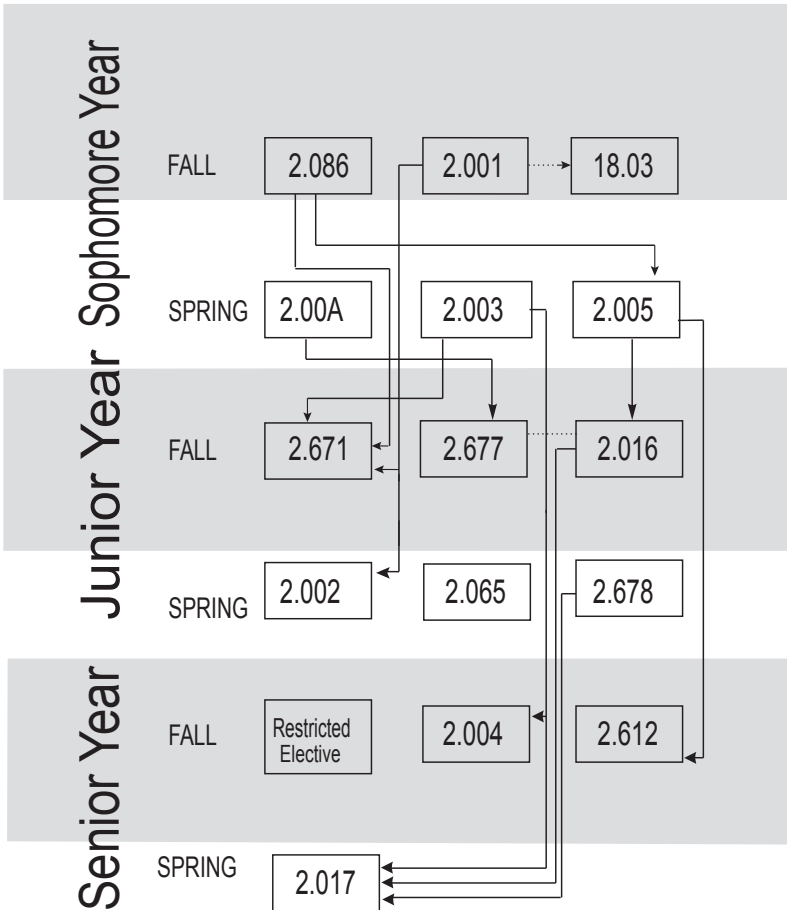 Sophomore Year
FALL
2.086
2.001
18.03
SPRING
2.00A
2.003
2.005
Junior Year
FALL
2.671
2.677
2.016
SPRING
2.002
2.065
2.678
Senior Year
FALL
Restricted
Elective
2.004
2.612
SPRING
2.017